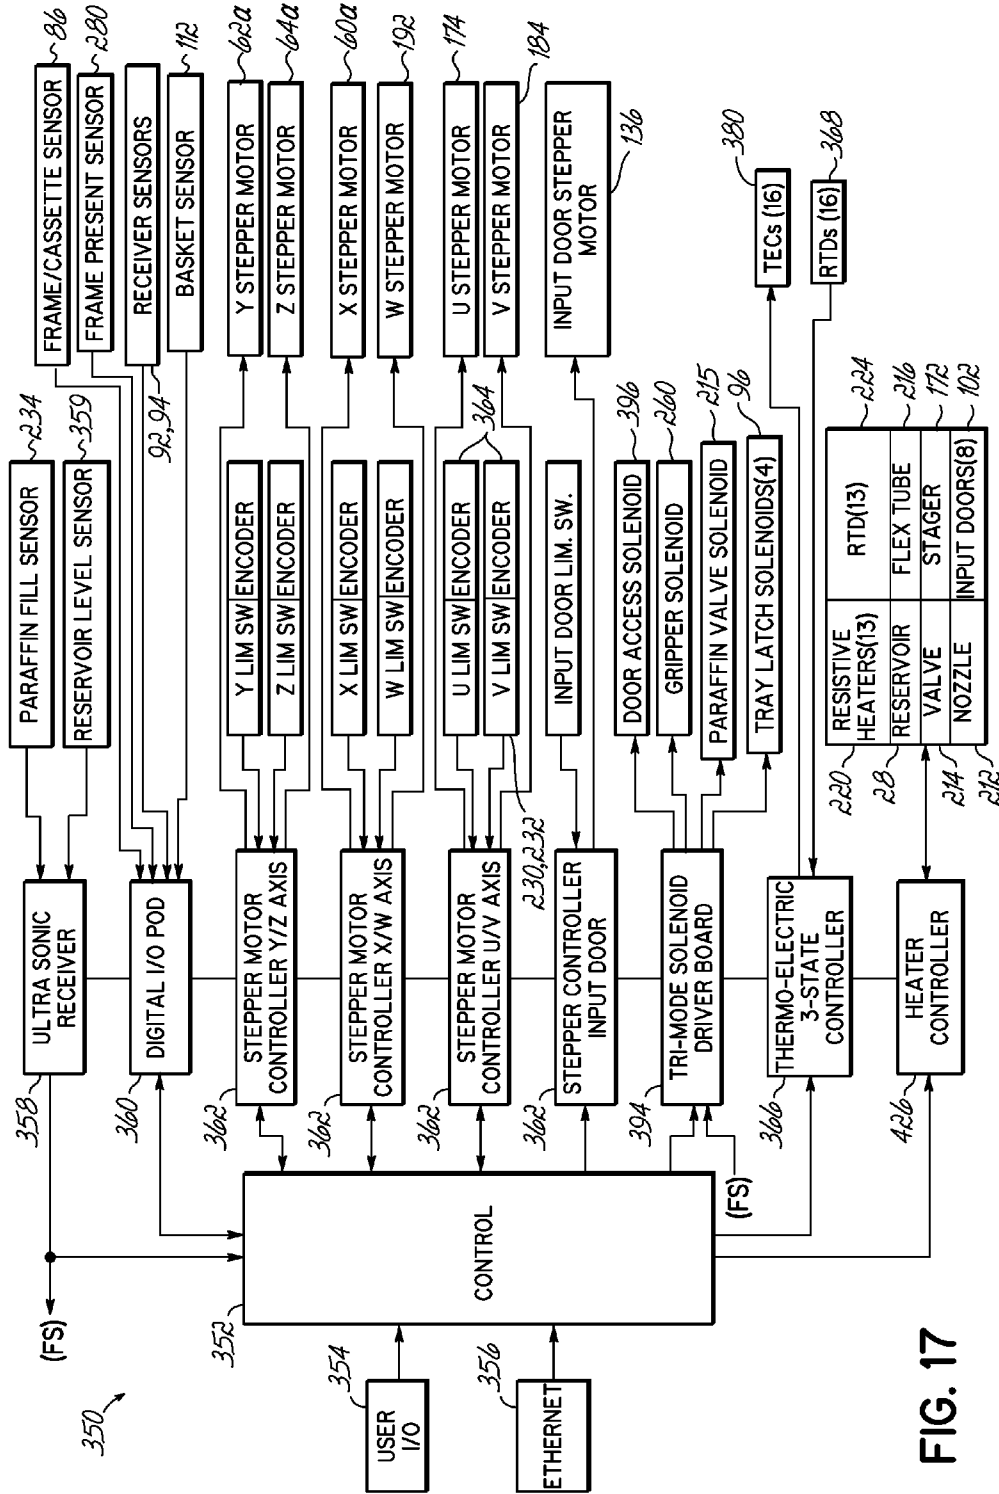 350
(FS)
USER
I/O
354
ETHERNET
356
CONTROL
352
(FS)
ULTRA SONIC
RECEIVER
358
DIGITAL I/O POD
360
STEPPER MOTOR
CONTROLLER Y/Z AXIS
362
STEPPER MOTOR
CONTROLLER X/W AXIS
362
STEPPER MOTOR
CONTROLLER U/V AXIS
362
STEPPER CONTROLLER
INPUT DOOR
362
TRI-MODE SOLENOID
DRIVER BOARD
394
THERMO-ELECTRIC
3-STATE
CONTROLLER
366
HEATER
CONTROLLER
426
PARAFFIN FILL SENSOR
234
RESERVOIR LEVEL SENSOR
359
FRAME/CASSETTE SENSOR
86
FRAME PRESENT SENSOR
280
RECEIVER SENSORS
92,94
BASKET SENSOR
112
Y LIM SW ENCODER
Z LIM SW ENCODER
Y STEPPER MOTOR
62a
Z STEPPER MOTOR
64a
X LIM SW ENCODER
W LIM SW ENCODER
X STEPPER MOTOR
60a
W STEPPER MOTOR
192
U LIM SW ENCODER
V LIM SW ENCODER
364
230,232
U STEPPER MOTOR
174
V STEPPER MOTOR
184
INPUT DOOR LIM. SW.
INPUT DOOR STEPPER
MOTOR
136
DOOR ACCESS SOLENOID
396
GRIPPER SOLENOID
260
PARAFFIN VALVE SOLENOID
215
TRAY LATCH SOLENOIDS(4)
96
TECs (16)
380
RTDs (16)
368
RESISTIVE
HEATERS(13)
220
RTD(13)
224
RESERVOIR
28
FLEX TUBE
216
VALVE
214
STAGER
172
NOZZLE
212
INPUT DOORS(8)
102
FIG. 17